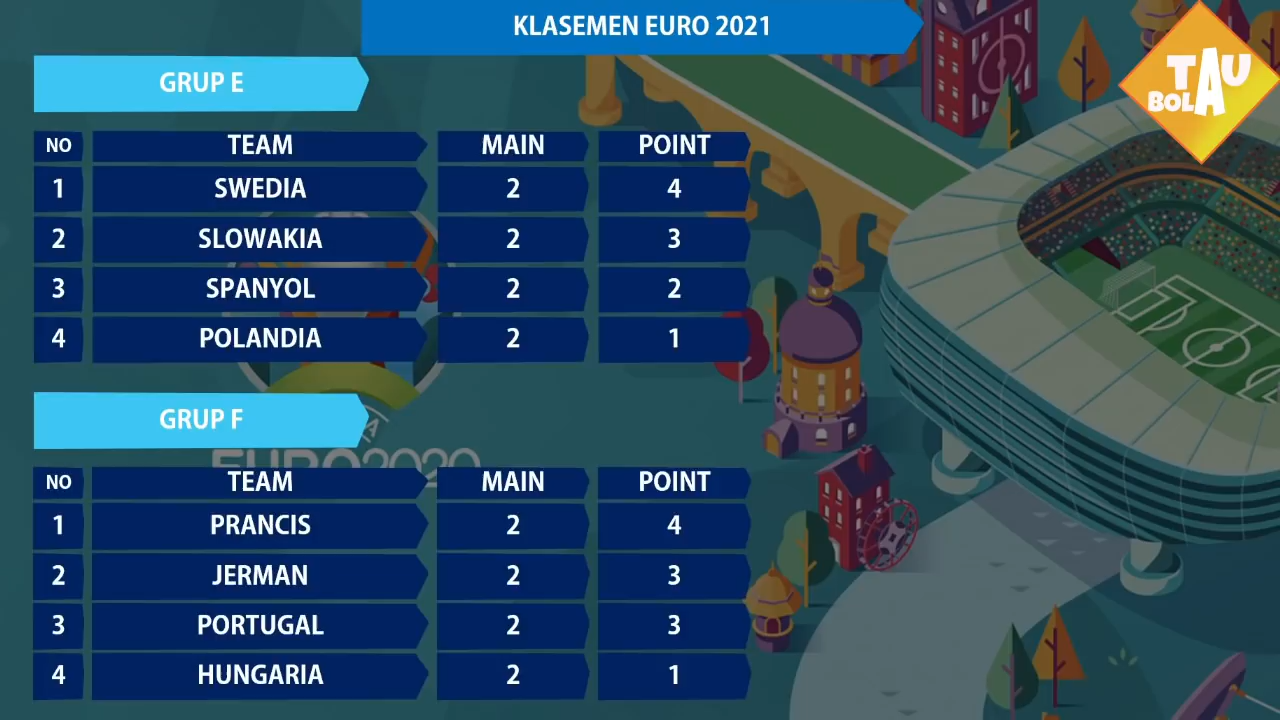 KLASEMEN EURO 2021
TAU
BOLA
GRUP E
NO TEAM MAIN POINT
1 SWEDIA 2 4
2 SLOWAKIA 2 3
3 SPANYOL 2 2
4 POLANDIA 2 1
GRUP F
EURO2020
NO TEAM MAIN POINT
1 PRANCIS 2 4
2 JERMAN 2 3
3 PORTUGAL 2 3
4 HUNGARIA 2 1